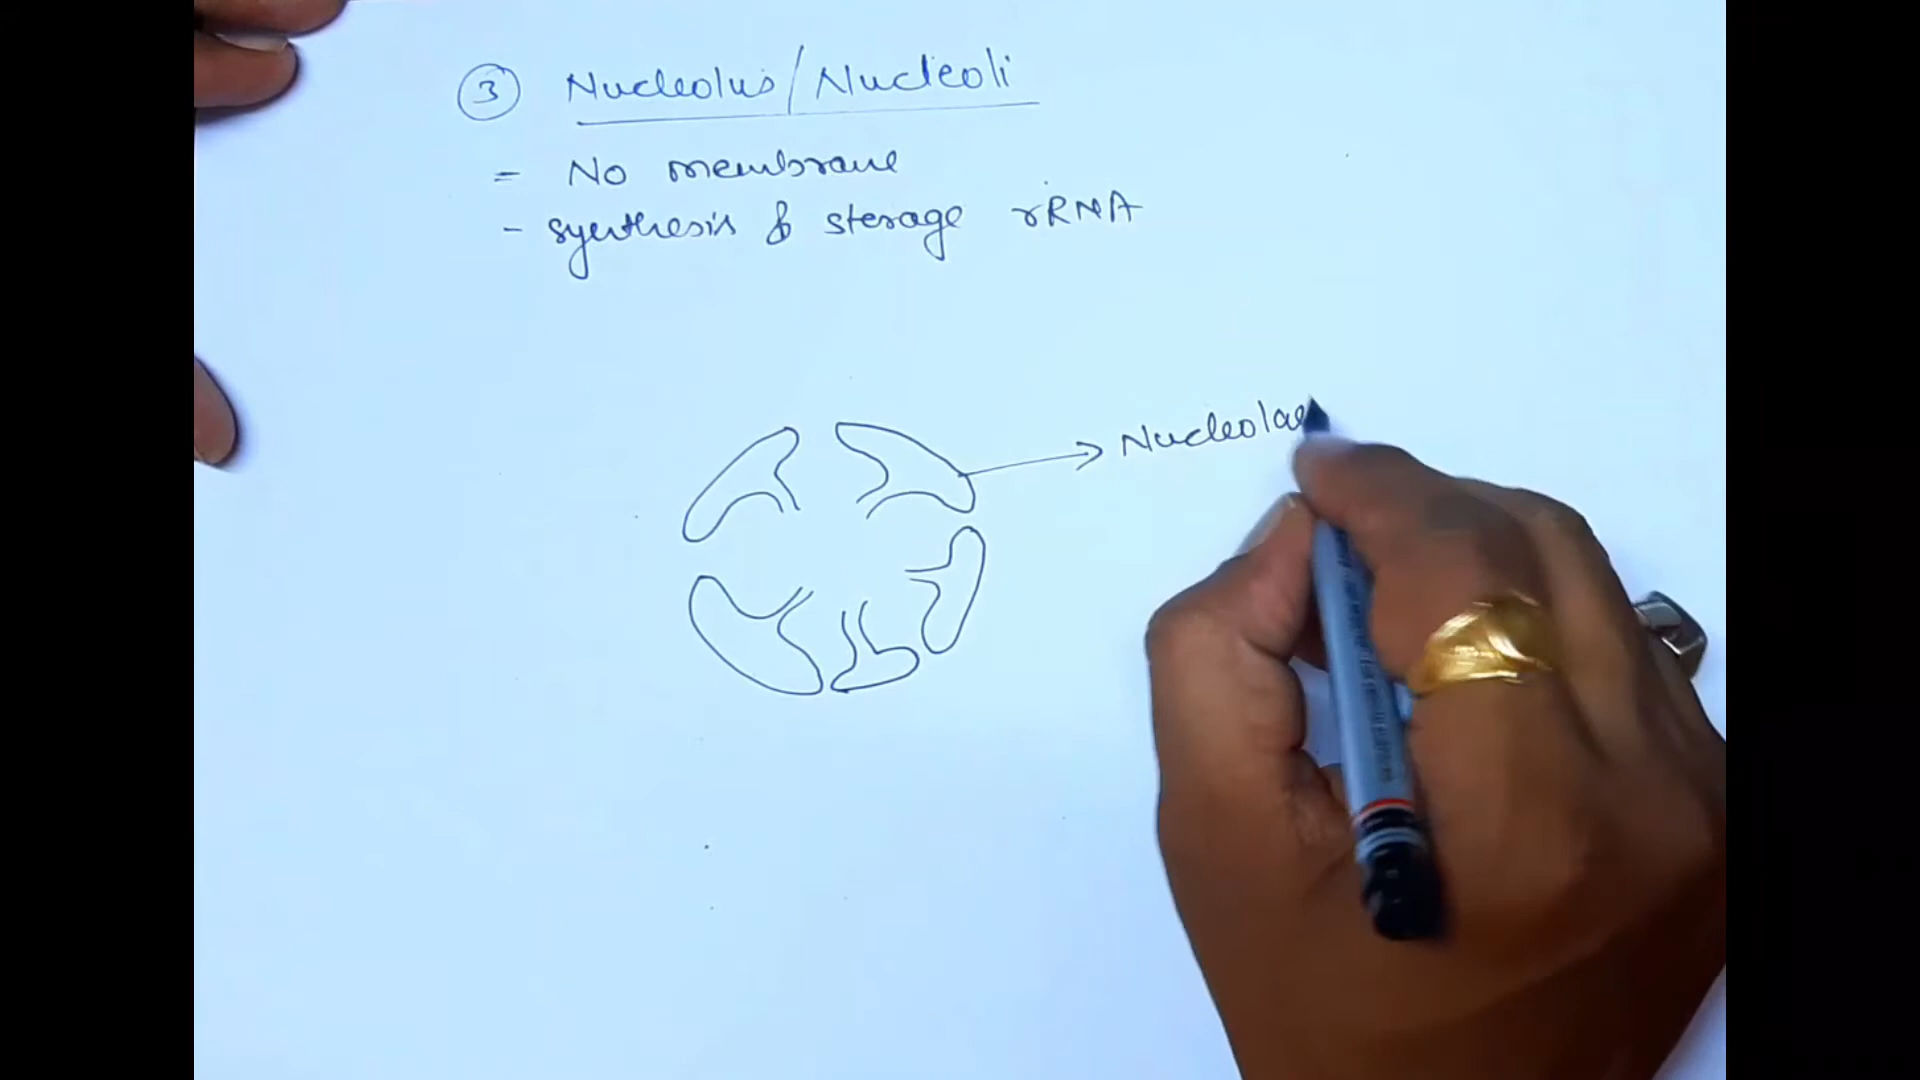 3 Nucleolus/Nucleoli
= No membrane
- synthesis & storage rRNA
Nucleola